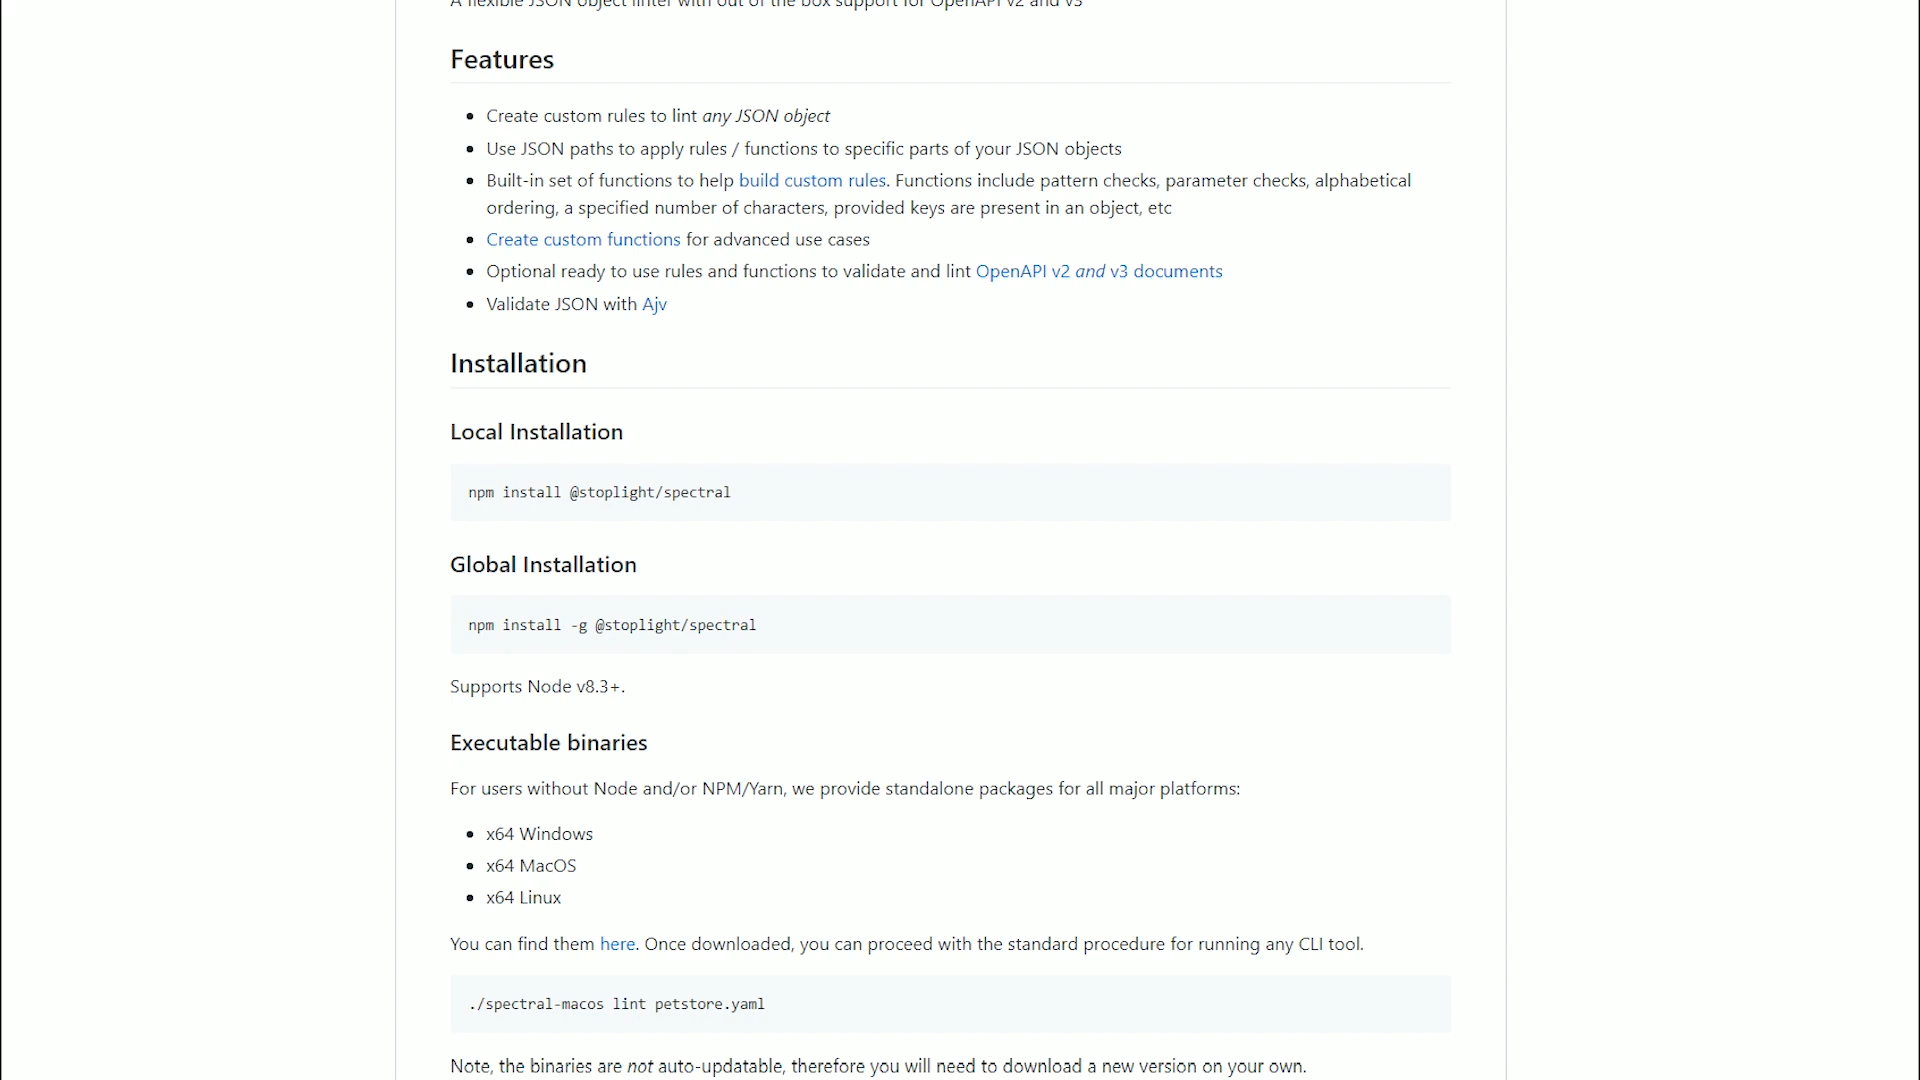 A flexible JSON object linter with out of the box support for OpenAPI v2 and v3
Features
Create custom rules to lint any JSON object
Use JSON paths to apply rules / functions to specific parts of your JSON objects
Built-in set of functions to help build custom rules. Functions include pattern checks, parameter checks, alphabetical
ordering, a specified number of characters, provided keys are present in an object, etc
Create custom functions for advanced use cases
Optional ready to use rules and functions to validate and lint OpenAPI v2 and v3 documents
Validate JSON with Ajv
Installation
Local Installation
npm install @stoplight/spectral
Global Installation
npm install -g @stoplight/spectral
Supports Node v8.3+.
Executable binaries
For users without Node and/or NPM/Yarn, we provide standalone packages for all major platforms:
x64 Windows
x64 MacOS
x64 Linux
You can find them here. Once downloaded, you can proceed with the standard procedure for running any CLI tool.
./spectral-macos lint petstore.yaml
Note, the binaries are not auto-updatable, therefore you will need to download a new version on your own.